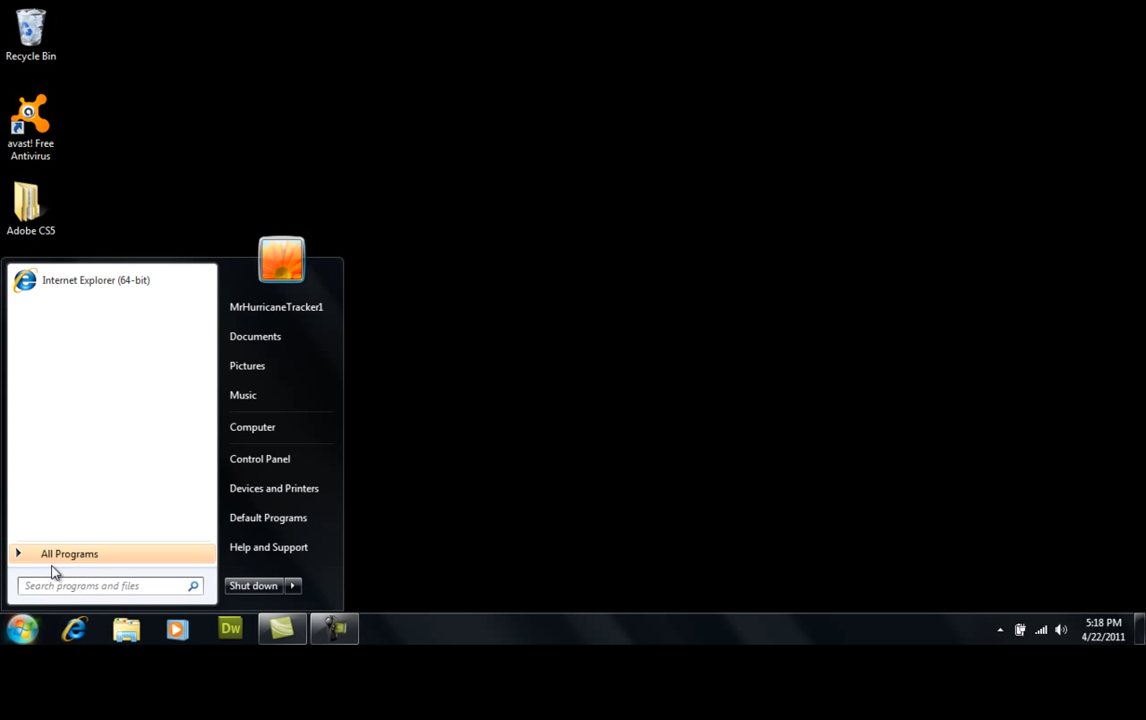 Recycle Bin
avast! Free
Antivirus
Adobe CS5
Internet Explorer (64-bit)
All Programs
Search programs and files
MrHurricaneTracker1
Documents
Pictures
Music
Computer
Control Panel
Devices and Printers
Default Programs
Help and Support
Shut down
Dw
5:18 PM
4/22/2011